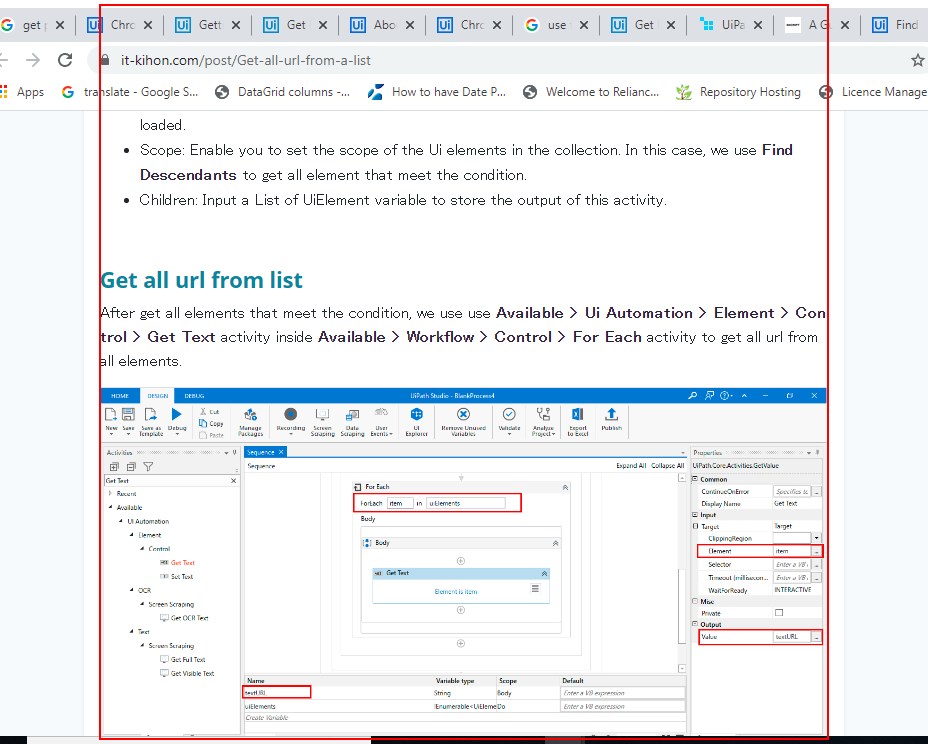 get
Chro
Gett
Get
Abo
Chro
use
Get
UiPa
A G
Find
it-kihon.com/post/Get-all-url-from-a-list
Apps
translate - Google S...
DataGrid columns -...
How to have Date P...
Welcome to Relianc...
Repository Hosting
Licence Manage
loaded.
• Scope: Enable you to set the scope of the Ui elements in the collection. In this case, we use Find
Descendants to get all element that meet the condition.
• Children: Input a List of UiElement variable to store the output of this activity.
Get all url from list
After get all elements that meet the condition, we use use Available > Ui Automation > Element > Con
trol > Get Text activity inside Available > Workflow > Control > For Each activity to get all url from
all elements.
HOME DESIGN DEBUG UiPath Studio - BlankProcess4
New
Save
Save as Template
Debug
Cut
Copy
Paste
Manage Packages
Recording
Screen Scraping
Data Scraping
User Events
UI Explorer
Remove Unused Variables
Validate
Analyze Project
Export to Excel
Publish
Activities
Get Text
Recent
Available
UI Automation
Element
Control
Get Text
Set Text
OCR
Screen Scraping
Get OCR Text
Text
Screen Scraping
Get Full Text
Get Visible Text
Sequence
Sequence
Expand All Collapse All
For Each
ForEach item in uiElements
Body
Body
Get Text
Element is item
Name Variable type Scope Default
textURL String Body Enter a VB expression
uiElements IEnumerable<UiEleme Do Enter a VB expression
Create Variable
Properties
UiPath.Core.Activities.GetValue
Common
ContinueOnError Specifies to ...
Display Name Get Text
Input
Target Target
ClippingRegion
Element item ...
Selector Enter a VB ...
Timeout (millisecon... Enter a VB ...
WaitForReady INTERACTIVE
Misc
Private
Output
Value textURL ...